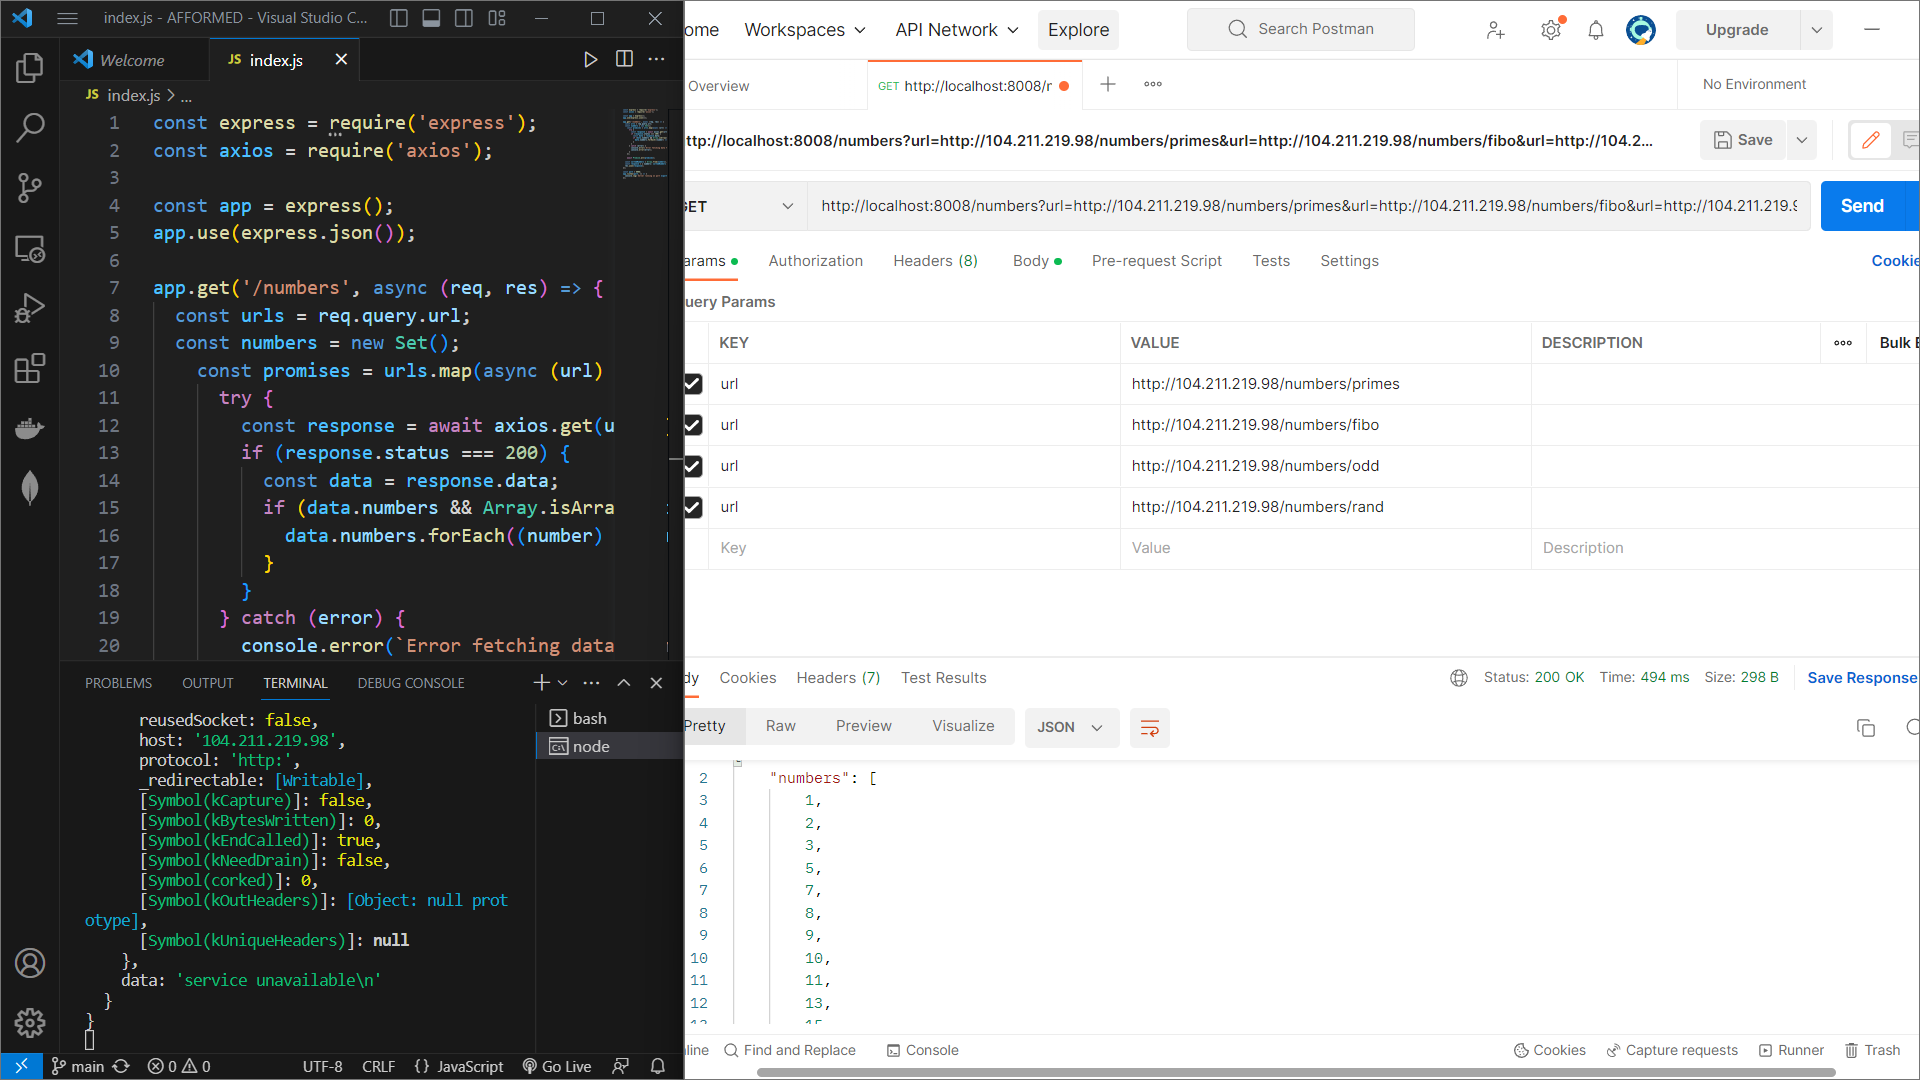 index.js - AFFORMED - Visual Studio C...
Welcome
JS index.js
JS index.js > ...
1 const express = require('express');
2 const axios = require('axios');
3
4 const app = express();
5 app.use(express.json());
6
7 app.get('/numbers', async (req, res) => {
8 const urls = req.query.url;
9 const numbers = new Set();
10 const promises = urls.map(async (url)
11 try {
12 const response = await axios.get(u
13 if (response.status === 200) {
14 const data = response.data;
15 if (data.numbers && Array.isArra
16 data.numbers.forEach((number)
17 }
18 }
19 } catch (error) {
20 console.error(`Error fetching data
PROBLEMS OUTPUT TERMINAL DEBUG CONSOLE
reusedSocket: false,
host: '104.211.219.98',
protocol: 'http:',
_redirectable: [Writable],
[Symbol(kCapture)]: false,
[Symbol(kBytesWritten)]: 0,
[Symbol(kEndCalled)]: true,
[Symbol(kNeedDrain)]: false,
[Symbol(corked)]: 0,
[Symbol(kOutHeaders)]: [Object: null prot
otype],
[Symbol(kUniqueHeaders)]: null
},
data: 'service unavailable\n'
}
}
bash
node
main 0 0 UTF-8 CRLF {} JavaScript Go Live
ome Workspaces API Network Explore Search Postman Upgrade
Overview GET http://localhost:8008/r No Environment
ttp://localhost:8008/numbers?url=http://104.211.219.98/numbers/primes&url=http://104.211.219.98/numbers/fibo&url=http://104.2... Save
GET http://localhost:8008/numbers?url=http://104.211.219.98/numbers/primes&url=http://104.211.219.98/numbers/fibo&url=http://104.211.219.9 Send
arams Authorization Headers (8) Body Pre-request Script Tests Settings Cookie
uery Params
KEY VALUE DESCRIPTION Bulk E
url http://104.211.219.98/numbers/primes
url http://104.211.219.98/numbers/fibo
url http://104.211.219.98/numbers/odd
url http://104.211.219.98/numbers/rand
Key Value Description
dy Cookies Headers (7) Test Results Status: 200 OK Time: 494 ms Size: 298 B Save Response
Pretty Raw Preview Visualize JSON
2 "numbers": [
3 1,
4 2,
5 3,
6 5,
7 7,
8 8,
9 9,
10 10,
11 11,
12 13,
line Find and Replace Console Cookies Capture requests Runner Trash